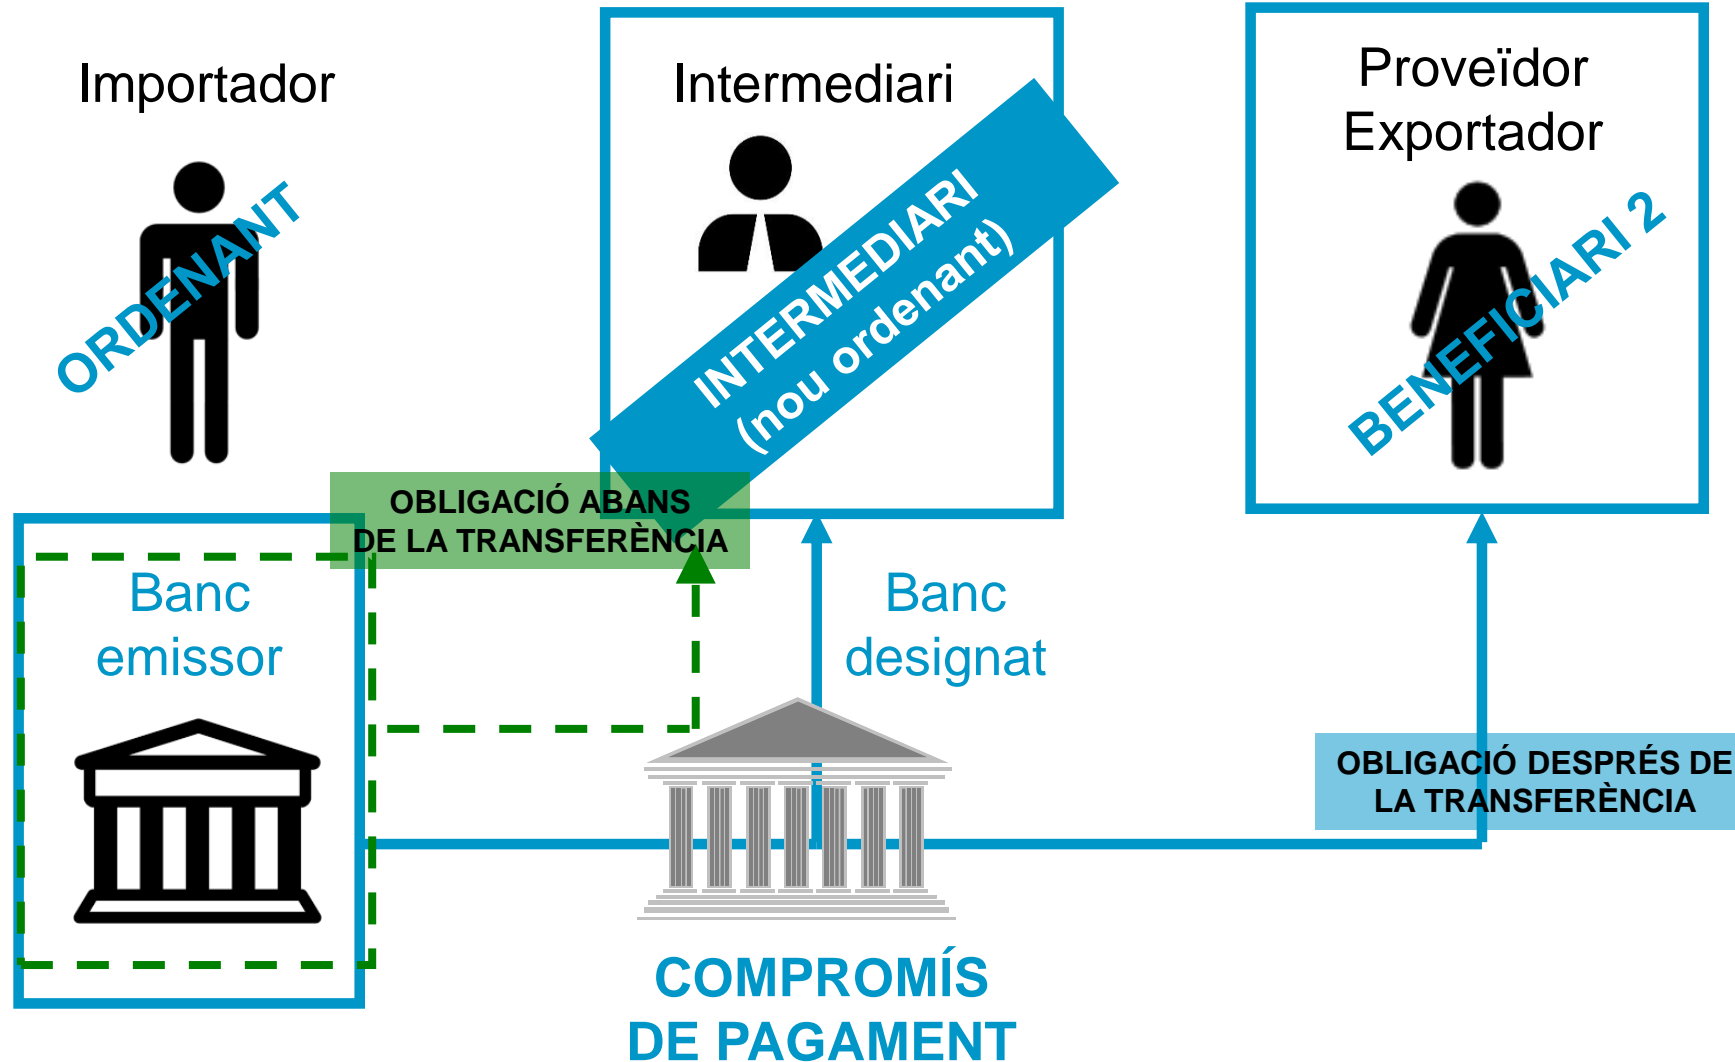 Importador
ORDENANT
Intermediari
INTERMEDIARI
(nou ordenant)
Proveïdor
Exportador
BENEFICIARI 2
OBLIGACIÓ ABANS
DE LA TRANSFERÈNCIA
Banc
emissor
Banc
designat
OBLIGACIÓ DESPRÉS DE
LA TRANSFERÈNCIA
COMPROMÍS
DE PAGAMENT